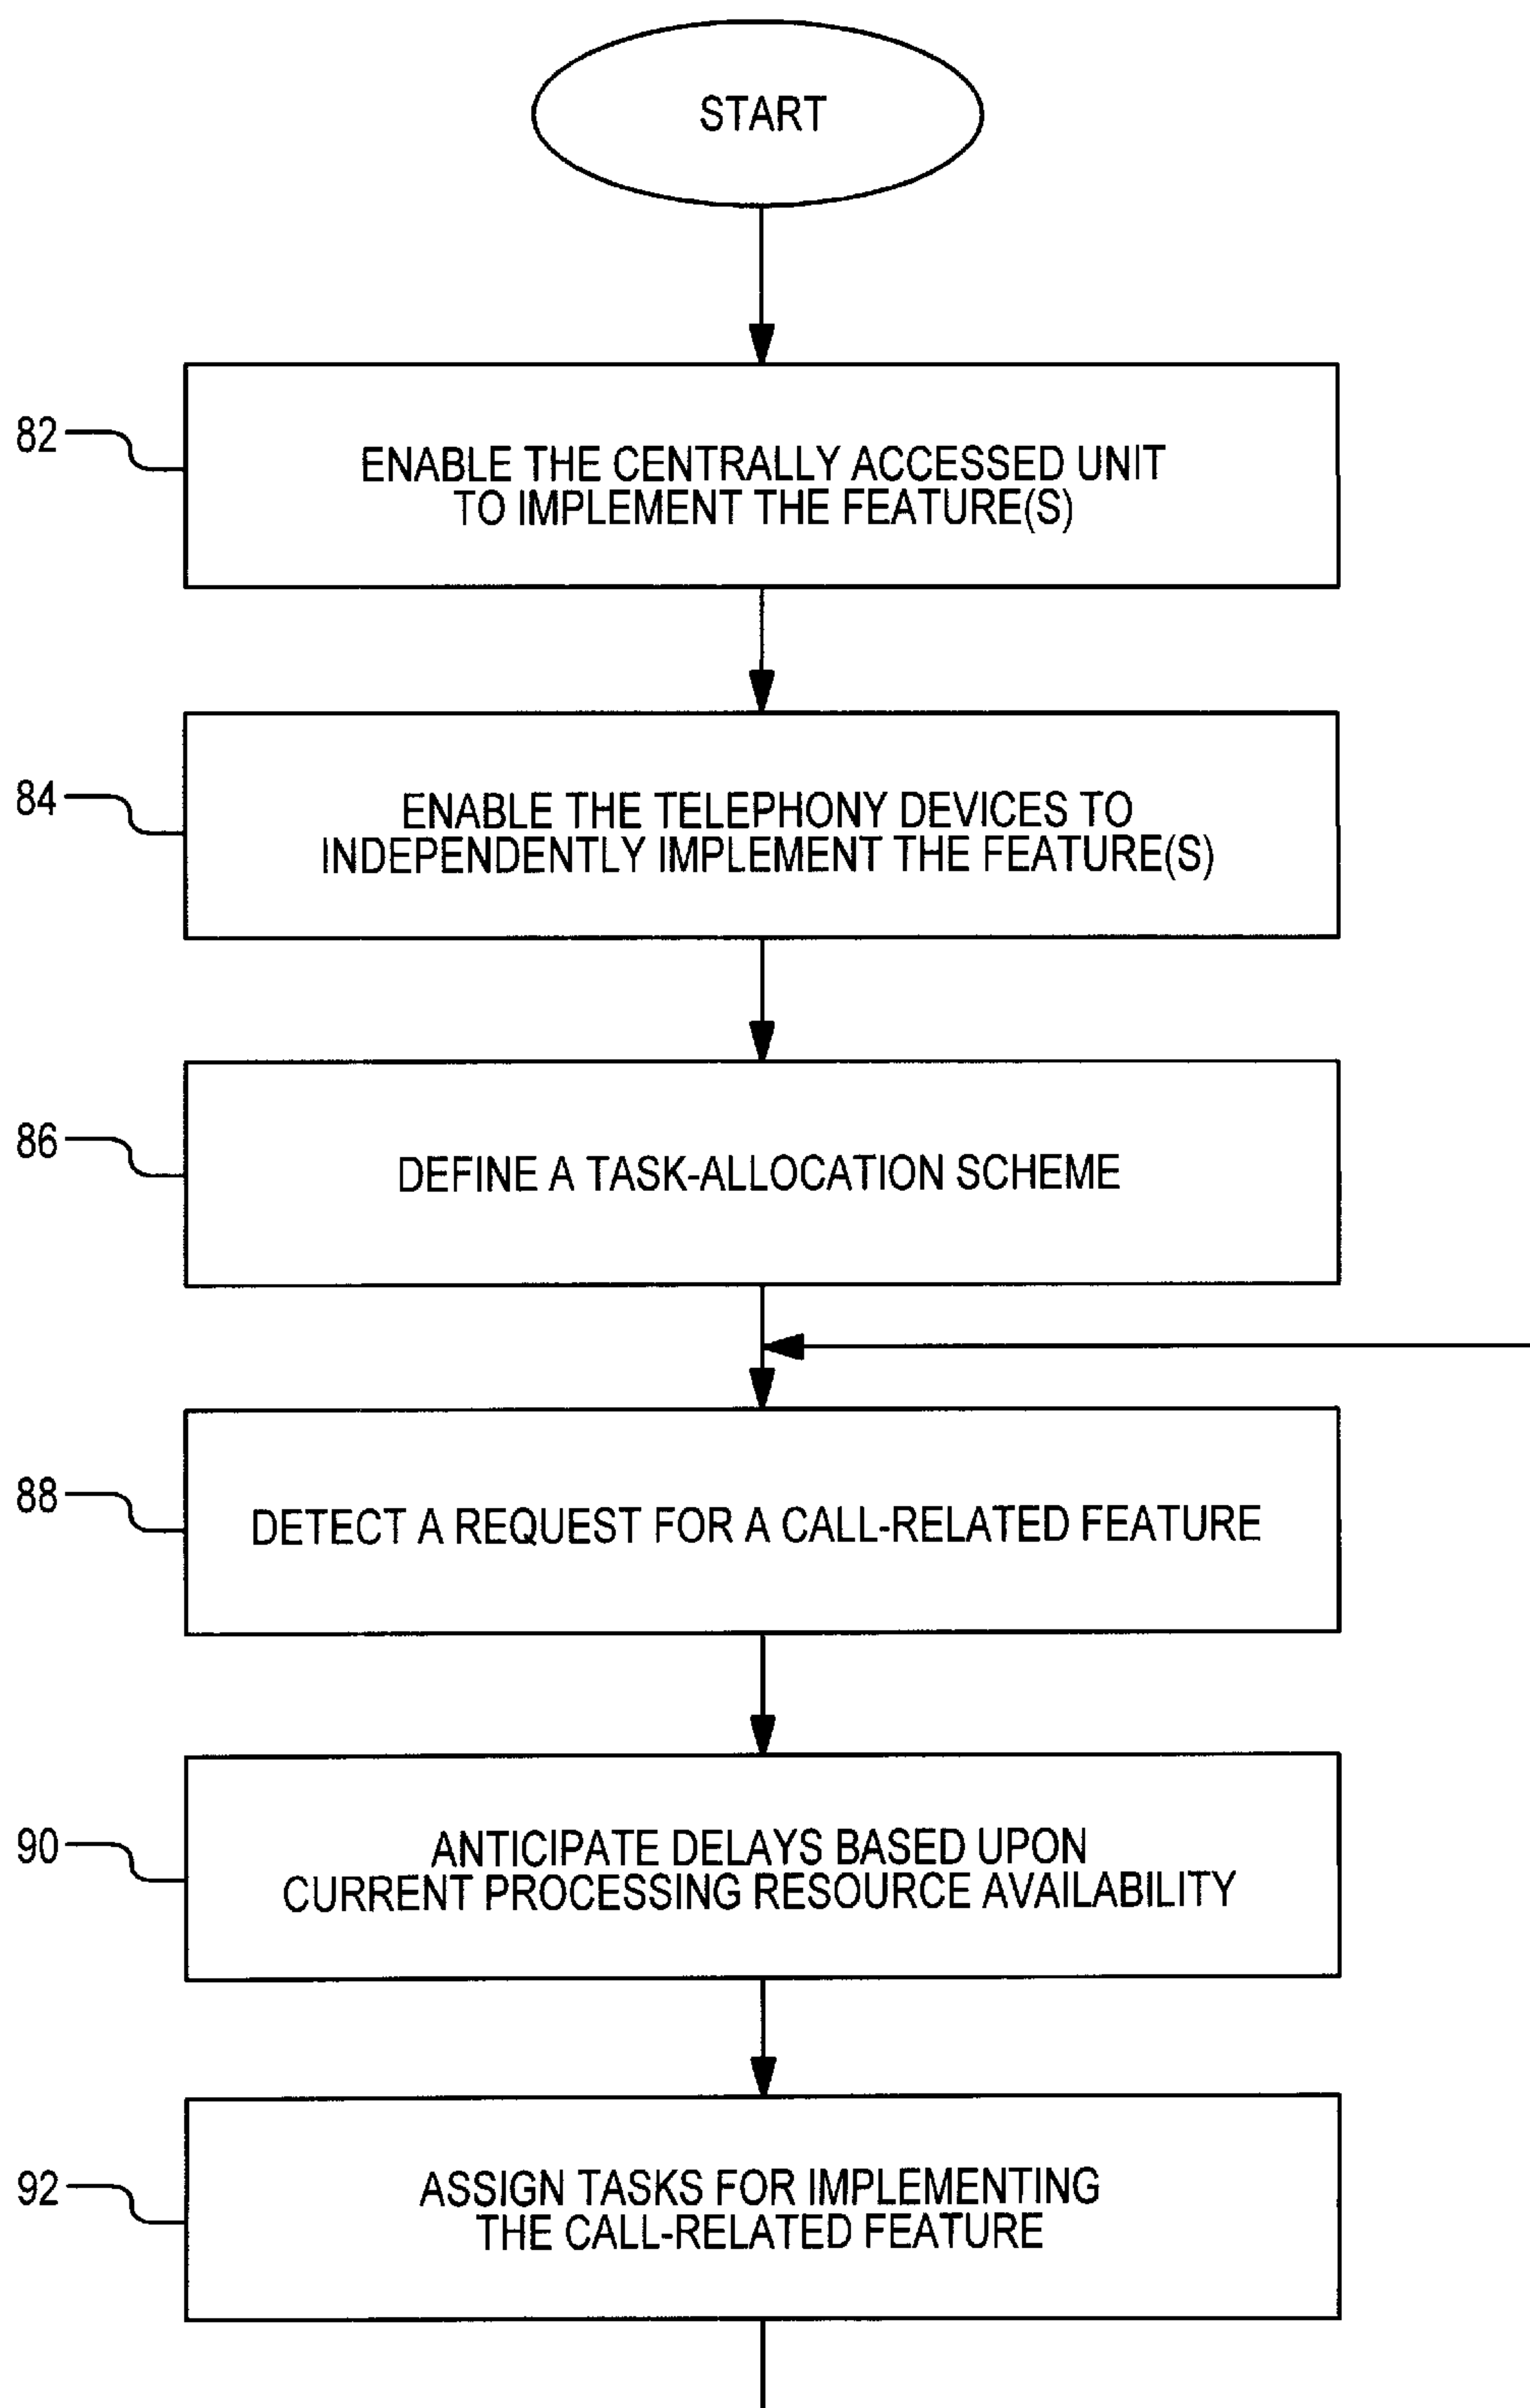 START
82
ENABLE THE CENTRALLY ACCESSED UNIT
TO IMPLEMENT THE FEATURE(S)
84
ENABLE THE TELEPHONY DEVICES TO
INDEPENDENTLY IMPLEMENT THE FEATURE(S)
86
DEFINE A TASK-ALLOCATION SCHEME
88
DETECT A REQUEST FOR A CALL-RELATED FEATURE
90
ANTICIPATE DELAYS BASED UPON
CURRENT PROCESSING RESOURCE AVAILABILITY
92
ASSIGN TASKS FOR IMPLEMENTING
THE CALL-RELATED FEATURE